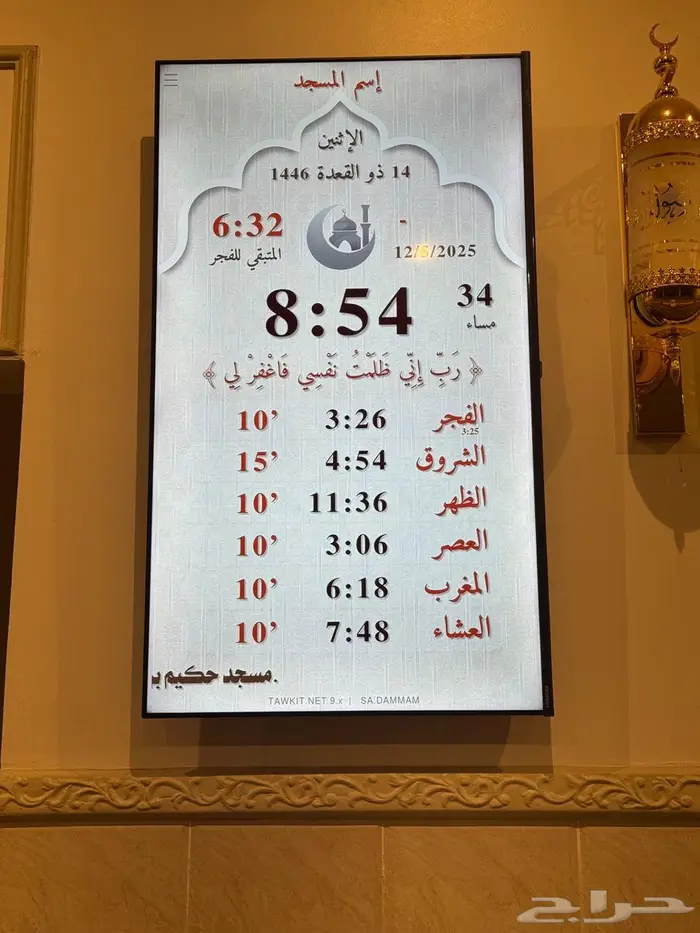 إسم المسجد
الإثنين
14 ذو القعدة 1446
6:32
المتبقي للفجر
-
12/5/2025
8:54
34
مساء
﴿ رَبِّ إِنِّي ظَلَمْتُ نَفْسِي فَاغْفِرْ لِي ﴾
الفجر 3:26 10’
3:25
الشروق 4:54 15’
الظهر 11:36 10’
العصر 3:06 10’
المغرب 6:18 10’
العشاء 7:48 10’
.مسجد حكيم ب
TAWKIT.NET 9.x | SA.DAMMAM
حراج